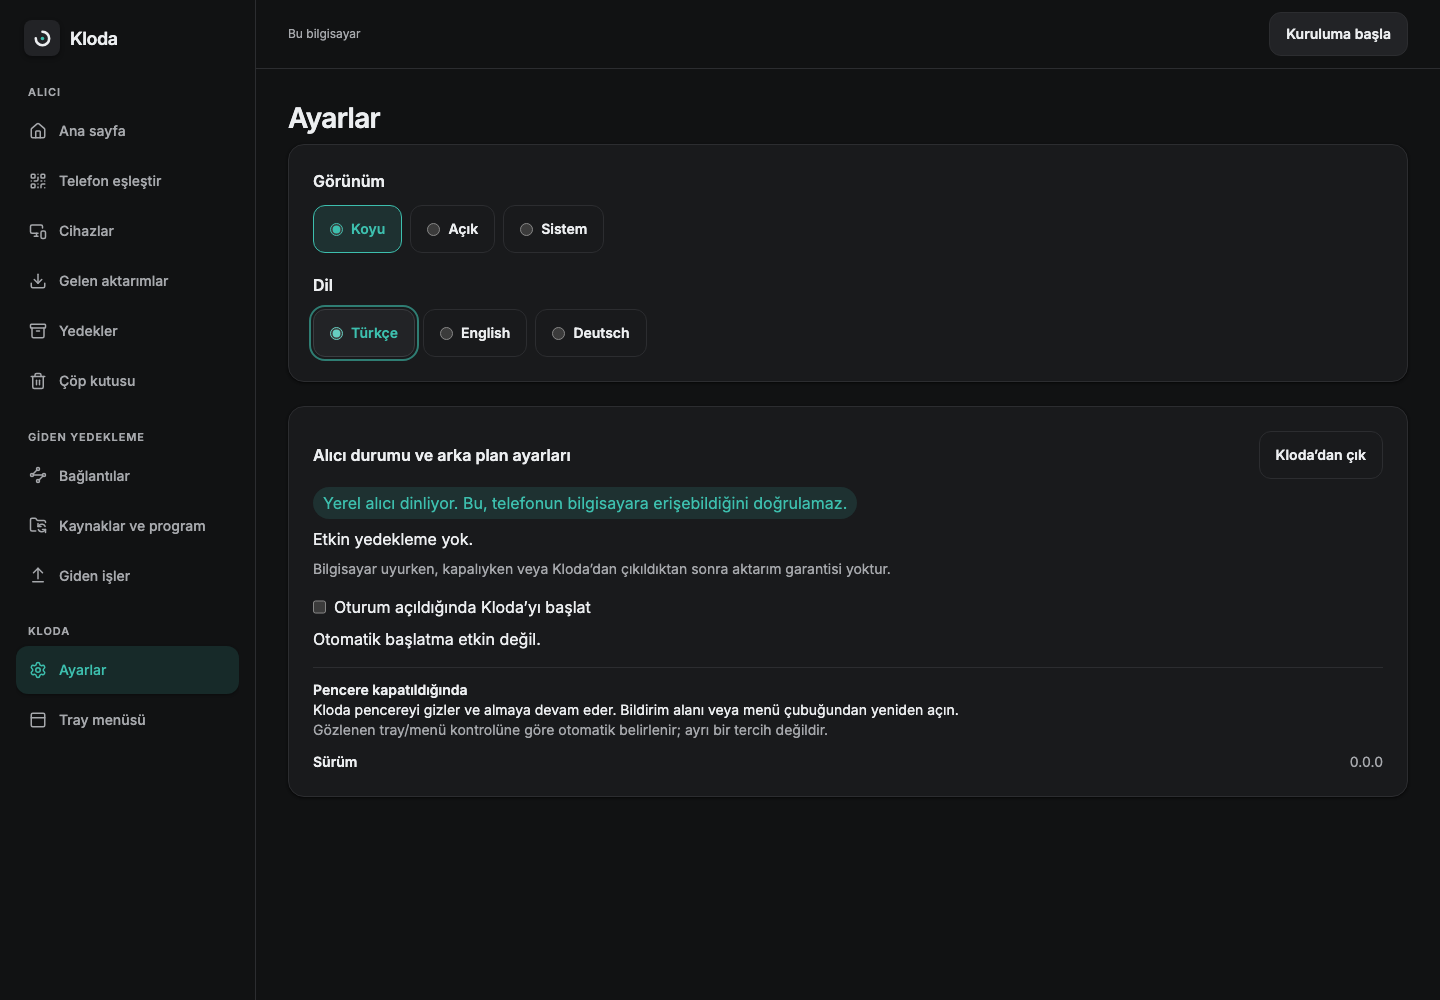 Kloda
ALICI
Ana sayfa
Telefon eşleştir
Cihazlar
Gelen aktarımlar
Yedekler
Çöp kutusu
GİDEN YEDEKLEME
Bağlantılar
Kaynaklar ve program
Giden işler
KLODA
Ayarlar
Tray menüsü
Bu bilgisayar
Kuruluma başla
Ayarlar
Görünüm
Koyu
Açık
Sistem
Dil
Türkçe
English
Deutsch
Alıcı durumu ve arka plan ayarları
Kloda’dan çık
Yerel alıcı dinliyor. Bu, telefonun bilgisayara erişebildiğini doğrulamaz.
Etkin yedekleme yok.
Bilgisayar uyurken, kapalıyken veya Kloda’dan çıkıldıktan sonra aktarım garantisi yoktur.
Oturum açıldığında Kloda’yı başlat
Otomatik başlatma etkin değil.
Pencere kapatıldığında
Kloda pencereyi gizler ve almaya devam eder. Bildirim alanı veya menü çubuğundan yeniden açın.
Gözlenen tray/menü kontrolüne göre otomatik belirlenir; ayrı bir tercih değildir.
Sürüm
0.0.0